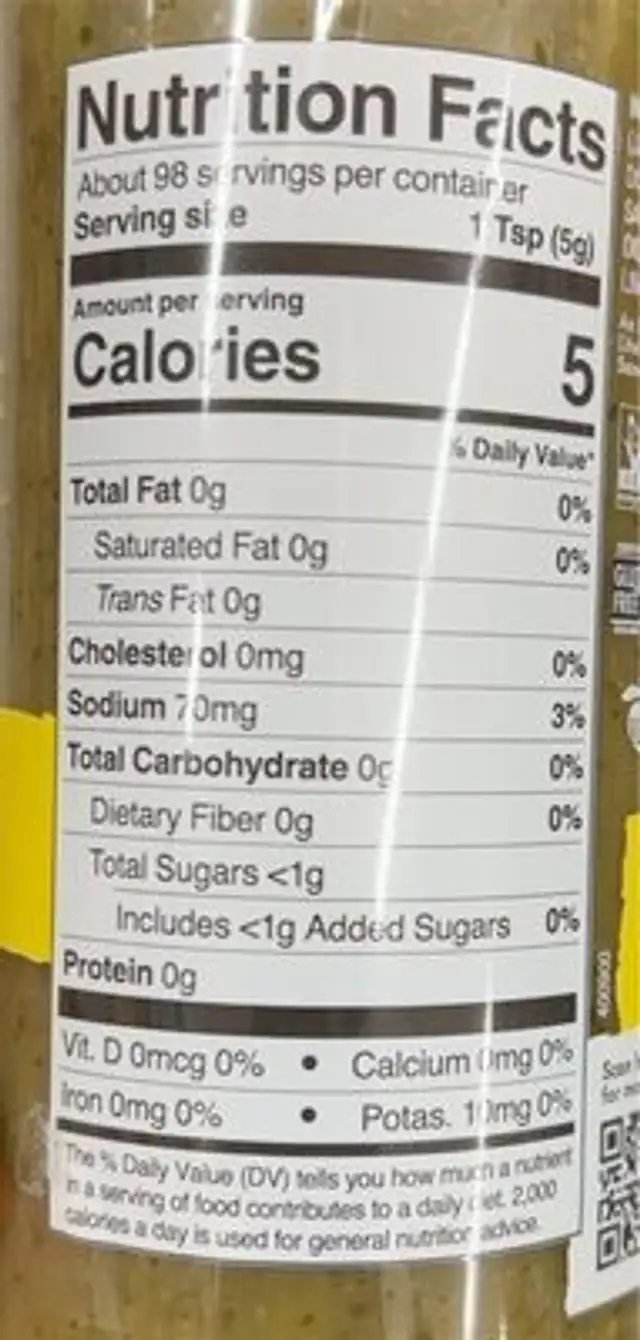 Nutrition Facts
About 98 servings per container
Serving size 1 Tsp (5g)
Amount per serving
Calories 5
% Daily Value*
Total Fat 0g 0%
Saturated Fat 0g 0%
Trans Fat 0g
Cholesterol 0mg 0%
Sodium 70mg 3%
Total Carbohydrate 0g 0%
Dietary Fiber 0g 0%
Total Sugars <1g
Includes <1g Added Sugars 0%
Protein 0g
Vit. D 0mcg 0% • Calcium 0mg 0%
Iron 0mg 0% • Potas. 10mg 0%
The % Daily Value (DV) tells you how much a nutrient
in a serving of food contributes to a daily diet. 2,000
calories a day is used for general nutrition advice.
Scan
for